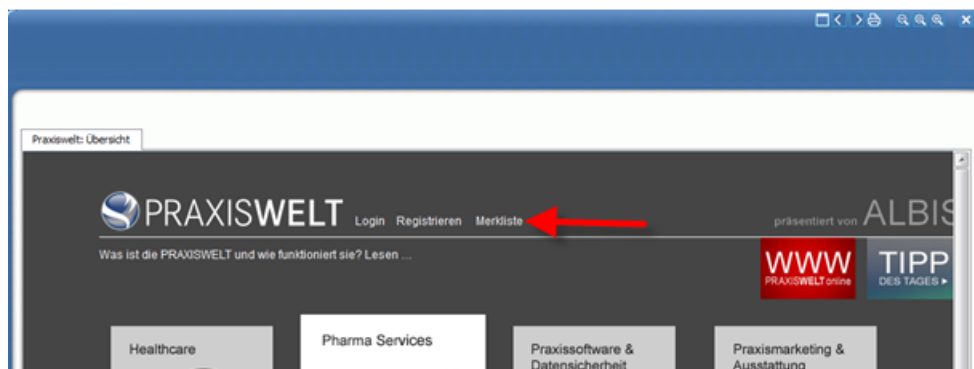 Praxiswelt: Übersicht
PRAXISWELT Login Registrieren Merkliste
präsentiert von ALBIS
Was ist die PRAXISWELT und wie funktioniert sie? Lesen ...
WWW
PRAXISWELT online
TIPP
DES TAGES
Healthcare
Pharma Services
Praxissoftware &
Datensicherheit
Praxismarketing &
Ausstattung